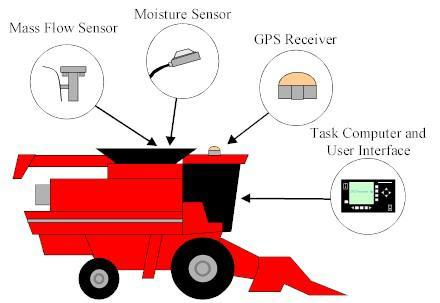 Moisture Sensor
Mass Flow Sensor
GPS Receiver
Task Computer and
User Interface